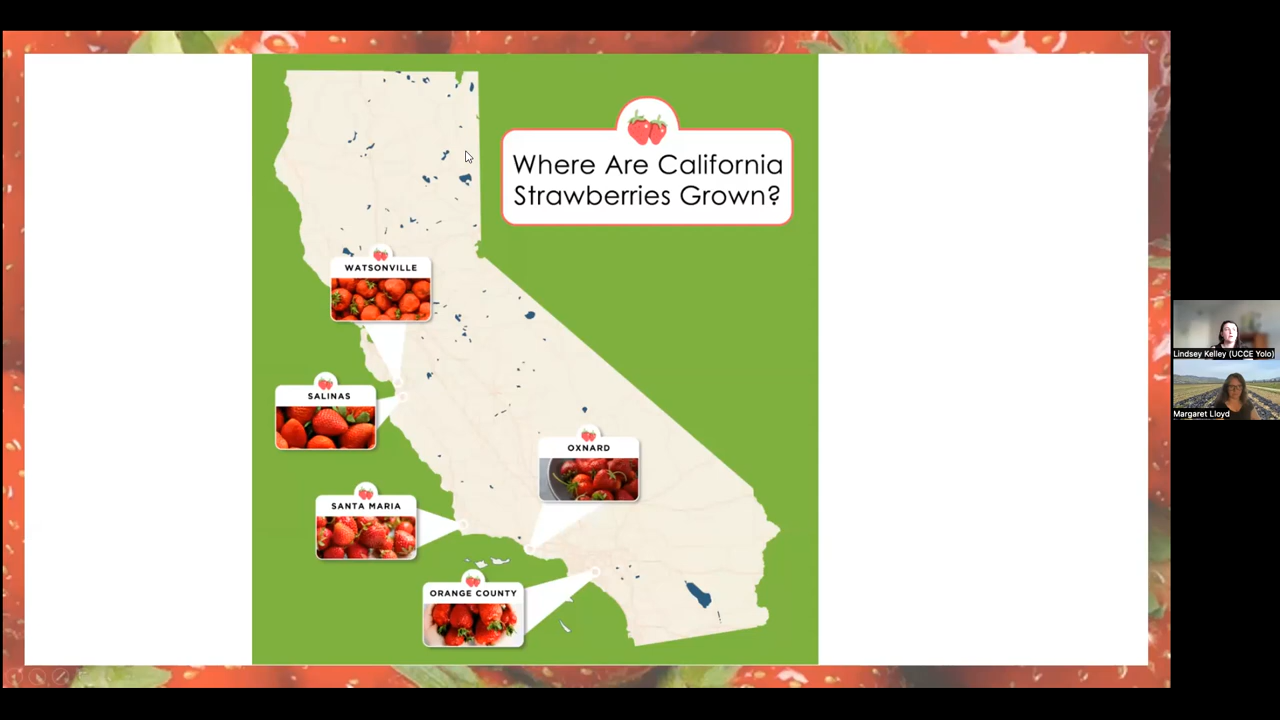 Where Are California
Strawberries Grown?
WATSONVILLE
SALINAS
OXNARD
SANTA MARIA
ORANGE COUNTY
Lindsey Kelley (UCCE Yolo)
Margaret Lloyd